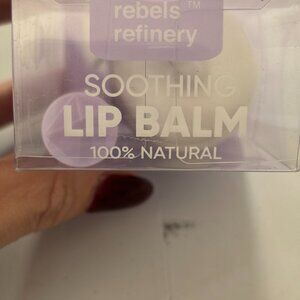 rebels™
refinery
SOOTHING
LIP BALM
100% NATURAL